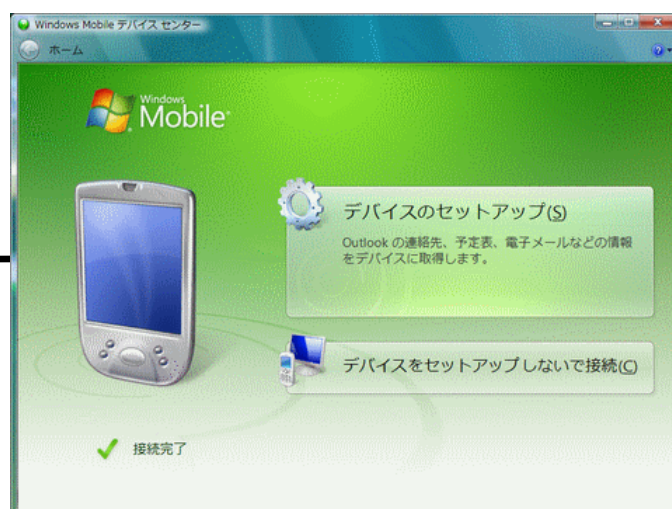 Windows Mobile デバイス センター
ホーム
Windows
Mobile
デバイスのセットアップ(S)
Outlook の連絡先、予定表、電子メールなどの情報
をデバイスに取得します。
デバイスをセットアップしないで接続(C)
接続完了